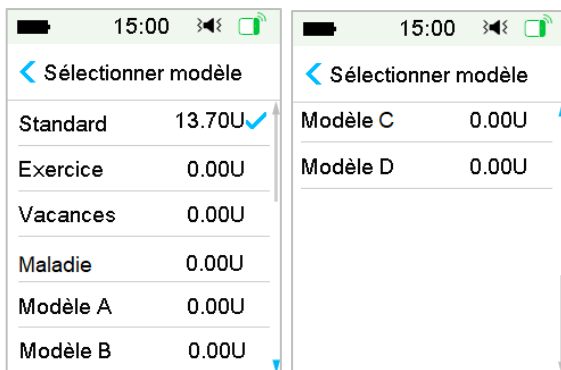 15:00
Sélectionner modèle
Standard 13.70U
Exercice 0.00U
Vacances 0.00U
Maladie 0.00U
Modèle A 0.00U
Modèle B 0.00U
15:00
Sélectionner modèle
Modèle C 0.00U
Modèle D 0.00U